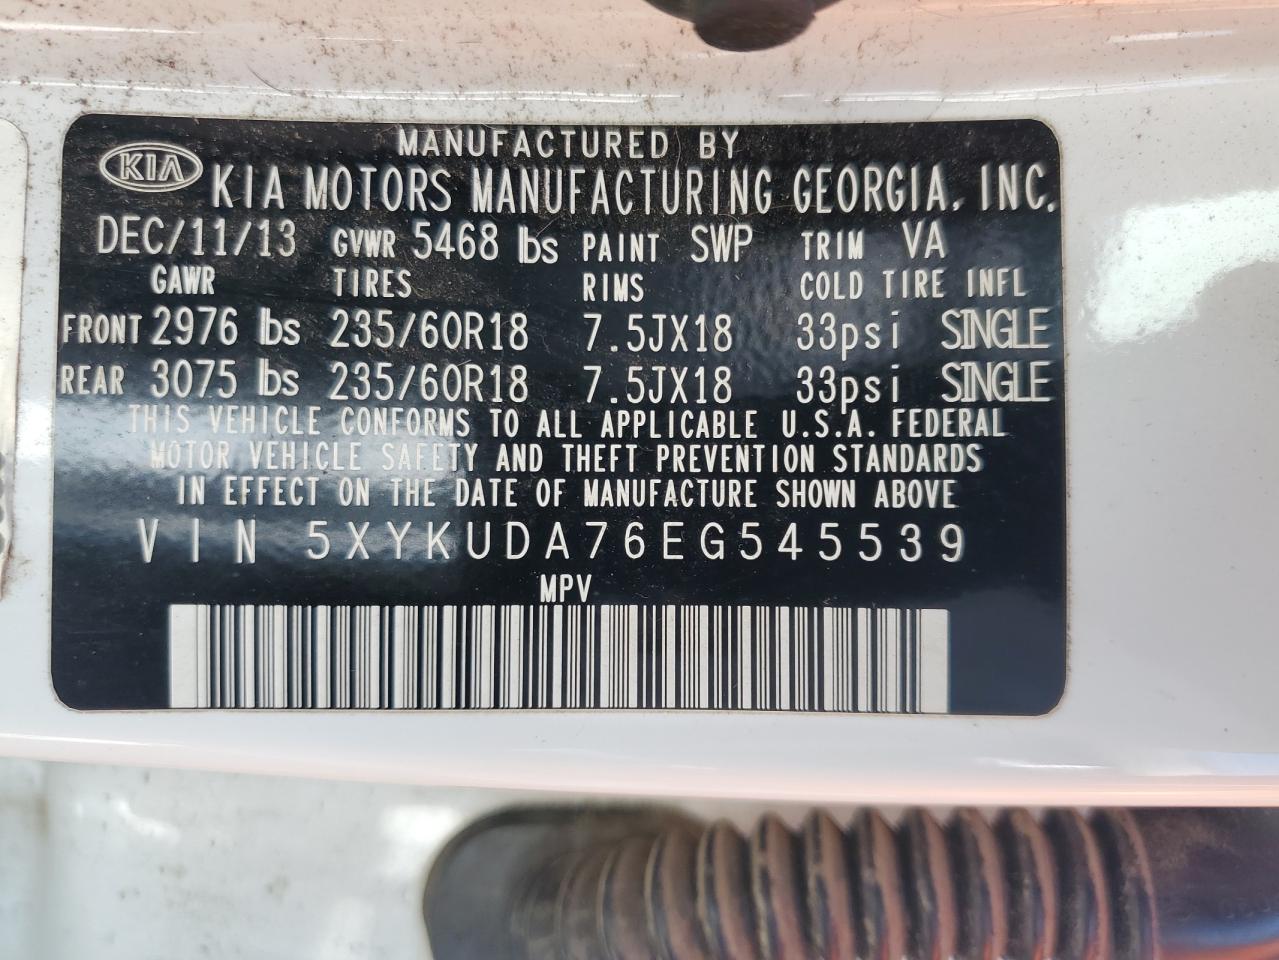 MANUFACTURED BY
KIA KIA MOTORS MANUFACTURING GEORGIA, INC.
DEC/11/13 GVWR 5468 lbs PAINT SWP TRIM VA
GAWR TIRES RIMS COLD TIRE INFL
FRONT 2976 lbs 235/60R18 7.5JX18 33psi SINGLE
REAR 3075 lbs 235/60R18 7.5JX18 33psi SINGLE
THIS VEHICLE CONFORMS TO ALL APPLICABLE U.S.A. FEDERAL
MOTOR VEHICLE SAFETY AND THEFT PREVENTION STANDARDS
IN EFFECT ON THE DATE OF MANUFACTURE SHOWN ABOVE
VIN 5XYKUDA76EG545539
MPV